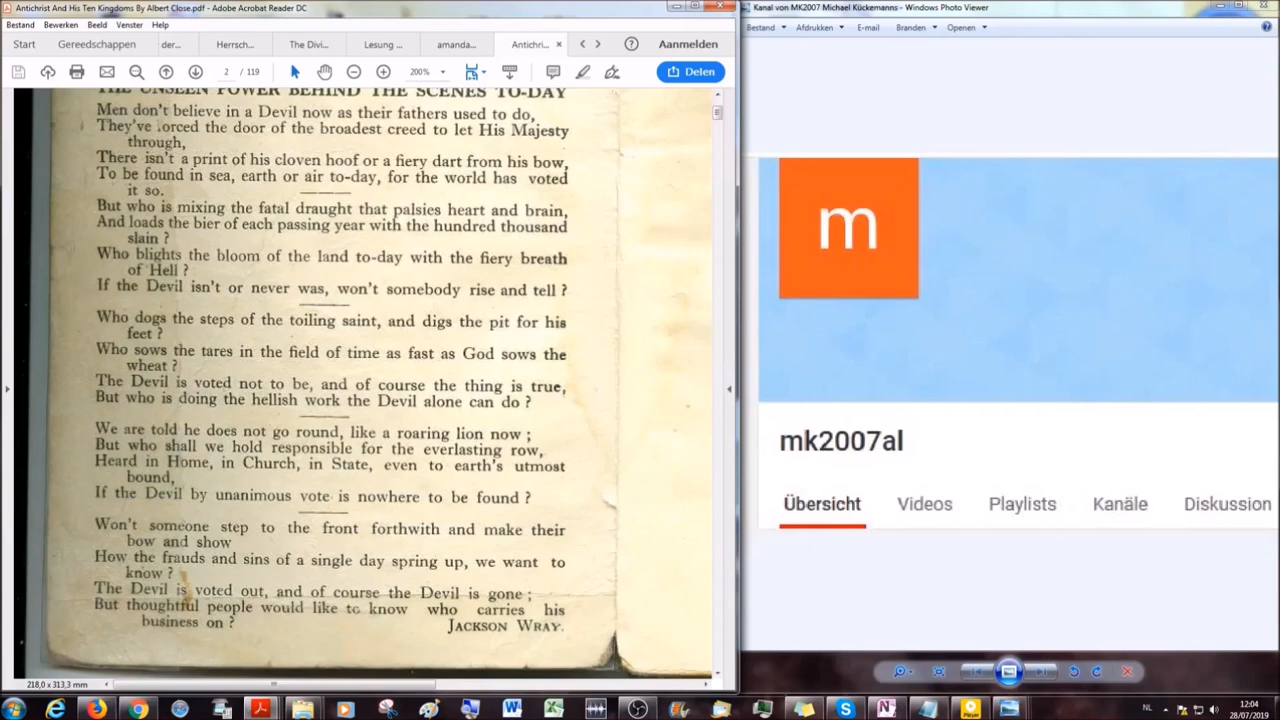 Antichrist And His Ten Kingdoms By Albert Close.pdf - Adobe Acrobat Reader DC
Bestand Bewerken Beeld Venster Help
Start Gereedschappen der... Herrsch... The Divi... Lesung ... amanda... Antichri... × Aanmelden
2 / 119 200% Delen
THE UNSEEN POWER BEHIND THE SCENES TO-DAY
Men don't believe in a Devil now as their fathers used to do,
They've forced the door of the broadest creed to let His Majesty
through,
There isn't a print of his cloven hoof or a fiery dart from his bow,
To be found in sea, earth or air to-day, for the world has voted
it so.
But who is mixing the fatal draught that palsies heart and brain,
And loads the bier of each passing year with the hundred thousand
slain ?
Who blights the bloom of the land to-day with the fiery breath
of Hell ?
If the Devil isn't or never was, won't somebody rise and tell ?
Who dogs the steps of the toiling saint, and digs the pit for his
feet ?
Who sows the tares in the field of time as fast as God sows the
wheat ?
The Devil is voted not to be, and of course the thing is true,
But who is doing the hellish work the Devil alone can do ?
We are told he does not go round, like a roaring lion now ;
But who shall we hold responsible for the everlasting row,
Heard in Home, in Church, in State, even to earth's utmost
bound,
If the Devil by unanimous vote is nowhere to be found ?
Won't someone step to the front forthwith and make their
bow and show
How the frauds and sins of a single day spring up, we want to
know ?
The Devil is voted out, and of course the Devil is gone ;
But thoughtful people would like to know who carries his
business on ?
JACKSON WRAY.
218,0 x 313,3 mm
Kanal von MK2007 Michael Kückemanns - Windows Photo Viewer
Bestand Afdrukken E-mail Branden Openen
m
mk2007al
Übersicht Videos Playlists Kanäle Diskussion
NL 12:04
28/07/2019